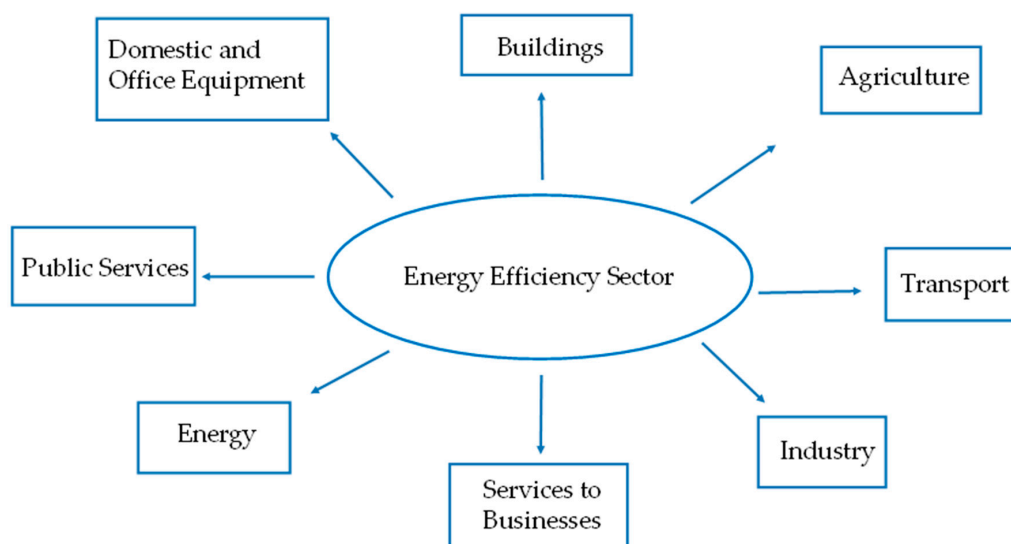 Domestic and
Office Equipment
Buildings
Agriculture
Public Services
Energy Efficiency Sector
Transport
Energy
Services to
Businesses
Industry